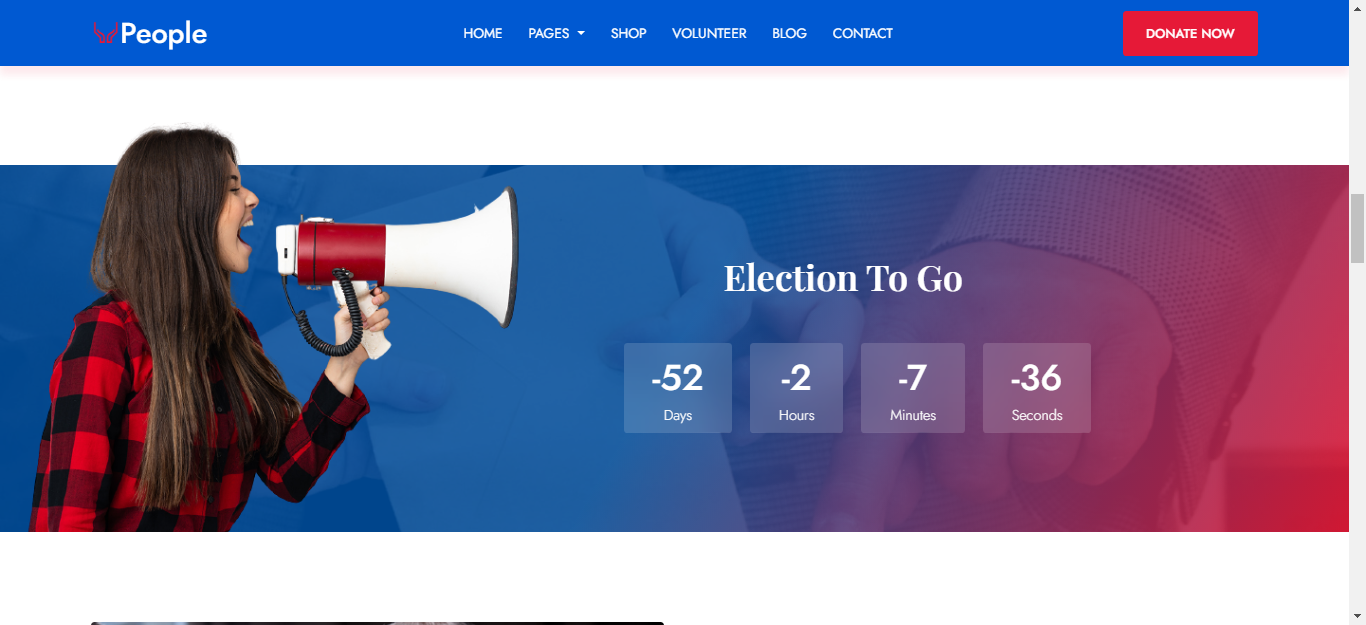 People
HOME PAGES SHOP VOLUNTEER BLOG CONTACT
DONATE NOW
Election To Go
-52 -2 -7 -36
Days Hours Minutes Seconds